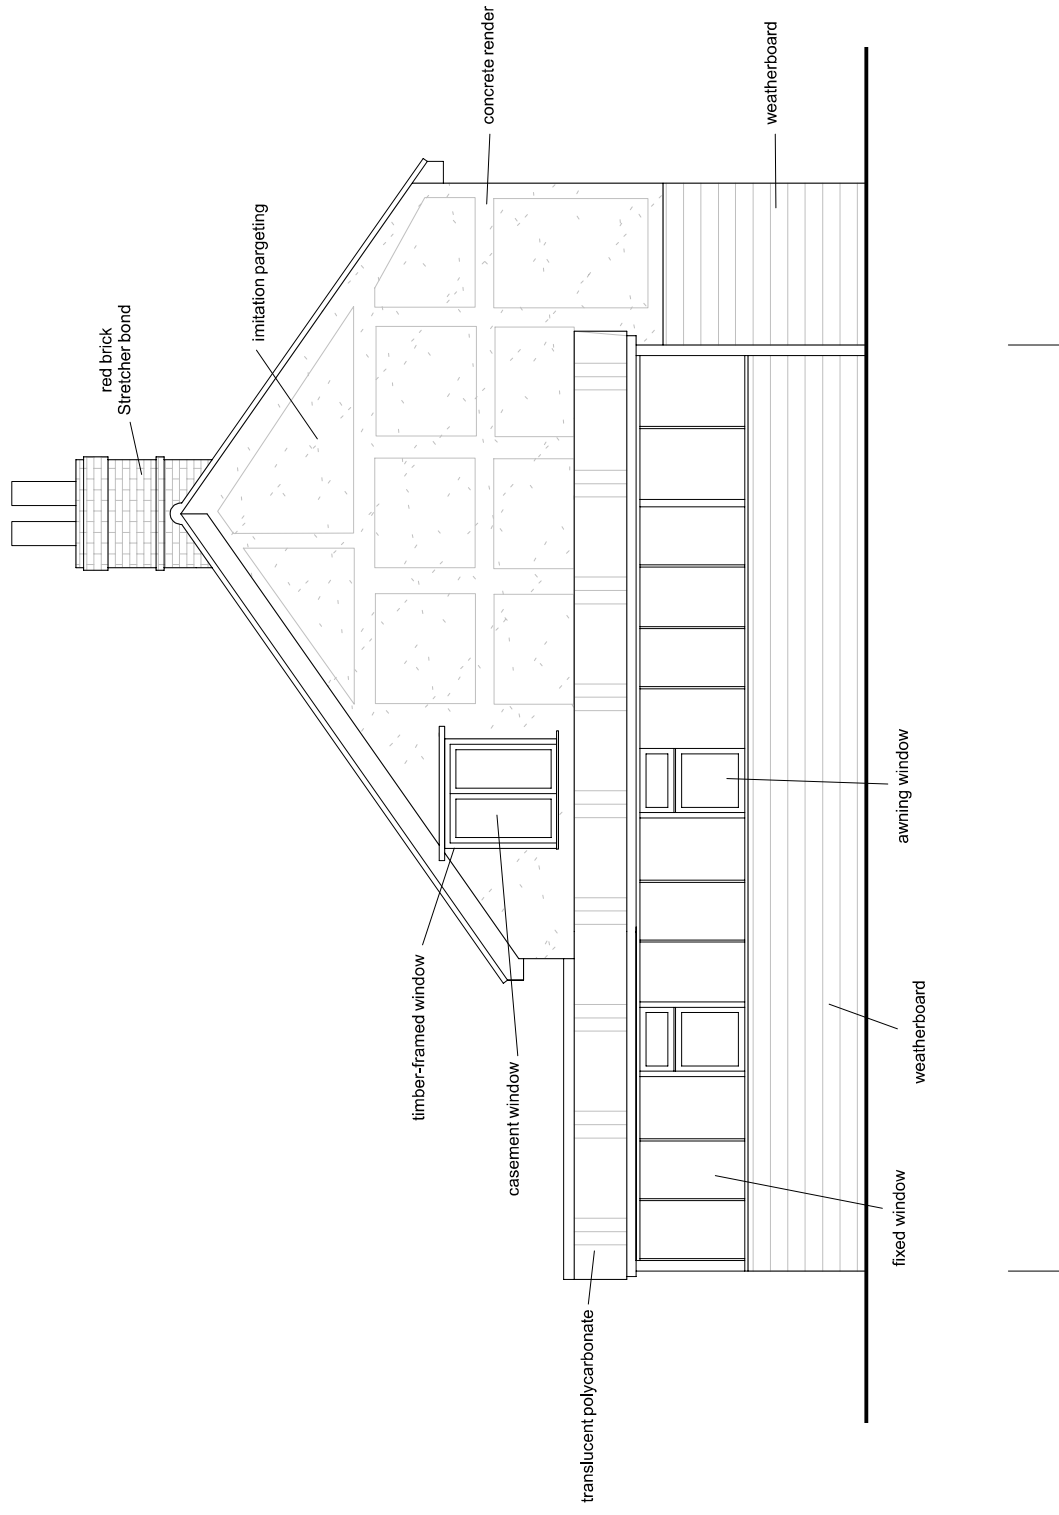 red brick
Stretcher bond
imitation pargeting
concrete render
weatherboard
timber-framed window
casement window
translucent polycarbonate
fixed window
weatherboard
awning window